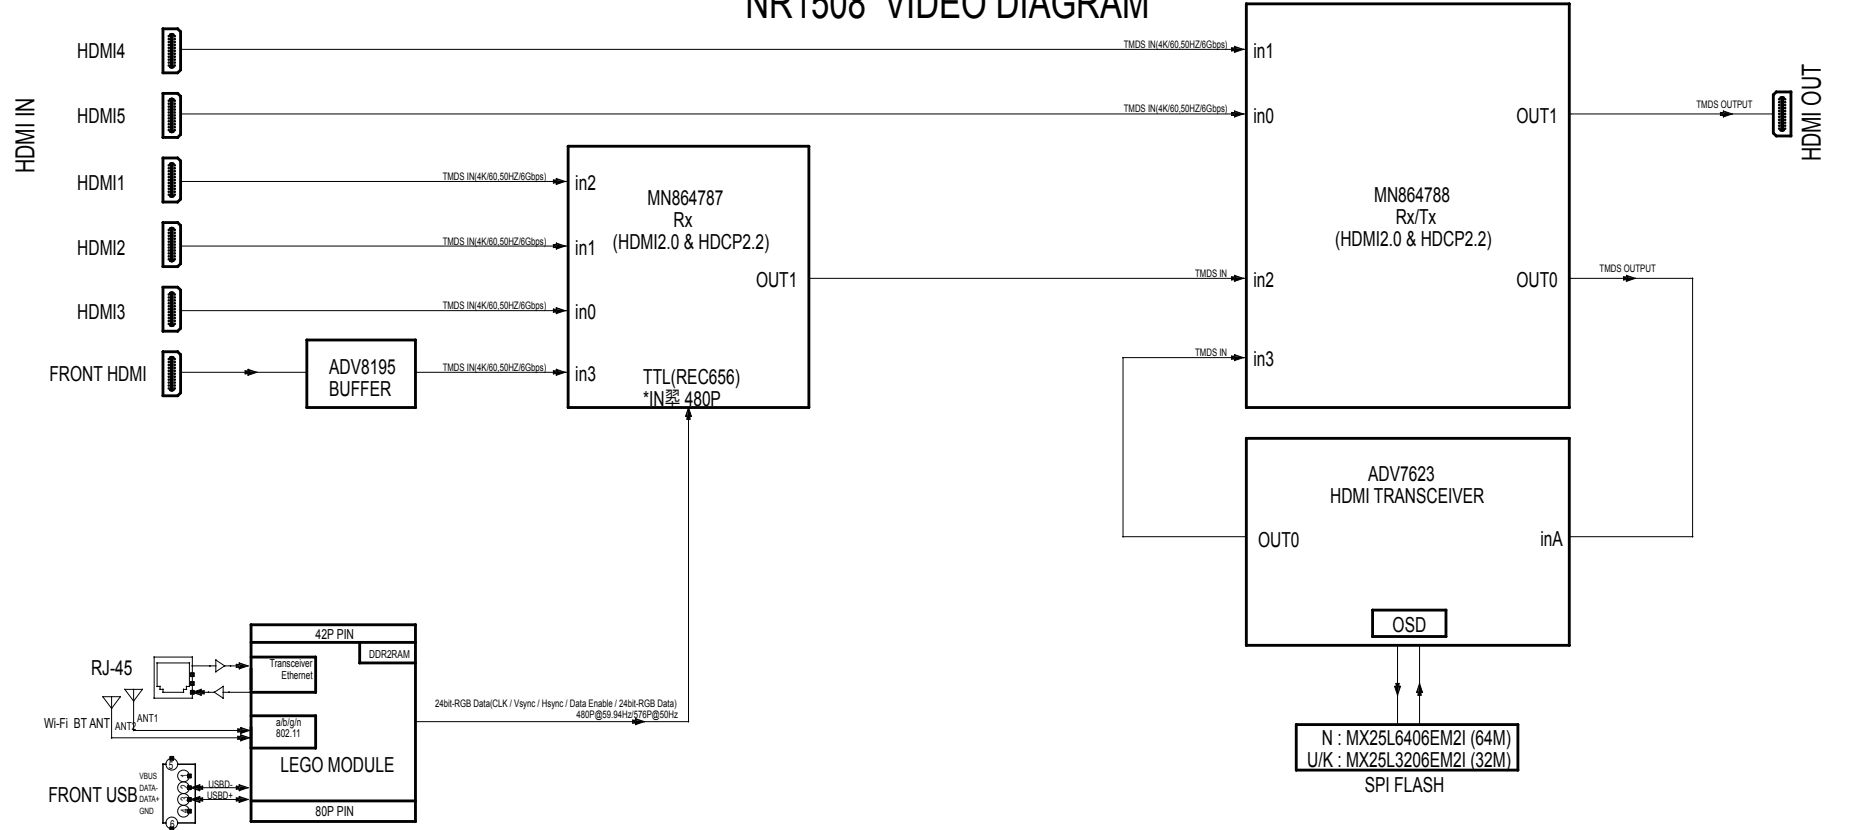 NR1508 VIDEO DIAGRAM
HDMI IN
HDMI4
TMDS IN(4K/60,50HZ/6Gbps)
in1
HDMI5
TMDS IN(4K/60,50HZ/6Gbps)
in0
OUT1
TMDS OUTPUT
HDMI OUT
HDMI1
TMDS IN(4K/60,50HZ/6Gbps)
in2
HDMI2
TMDS IN(4K/60,50HZ/6Gbps)
in1
HDMI3
TMDS IN(4K/60,50HZ/6Gbps)
in0
FRONT HDMI
ADV8195
BUFFER
TMDS IN(4K/60,50HZ/6Gbps)
in3
MN864787
Rx
(HDMI2.0 & HDCP2.2)
OUT1
TTL(REC656)
*IN 480P
TMDS IN
in2
TMDS IN
in3
MN864788
Rx/Tx
(HDMI2.0 & HDCP2.2)
OUT0
TMDS OUTPUT
ADV7623
HDMI TRANSCEIVER
OUT0
inA
OSD
N : MX25L6406EM2I (64M)
U/K : MX25L3206EM2I (32M)
SPI FLASH
42P PIN
DDR2RAM
RJ-45
Transceiver
Ethernet
Wi-Fi BT ANT
ANT2
ANT1
a/b/g/n
802.11
24bit-RGB Data(CLK / Vsync / Hsync / Data Enable / 24bit-RGB Data)
480P@59.94Hz/576P@50Hz
LEGO MODULE
FRONT USB
5
VBUS
1
DATA-
2
USBD-
DATA+
3
USBD+
GND
4
6
80P PIN